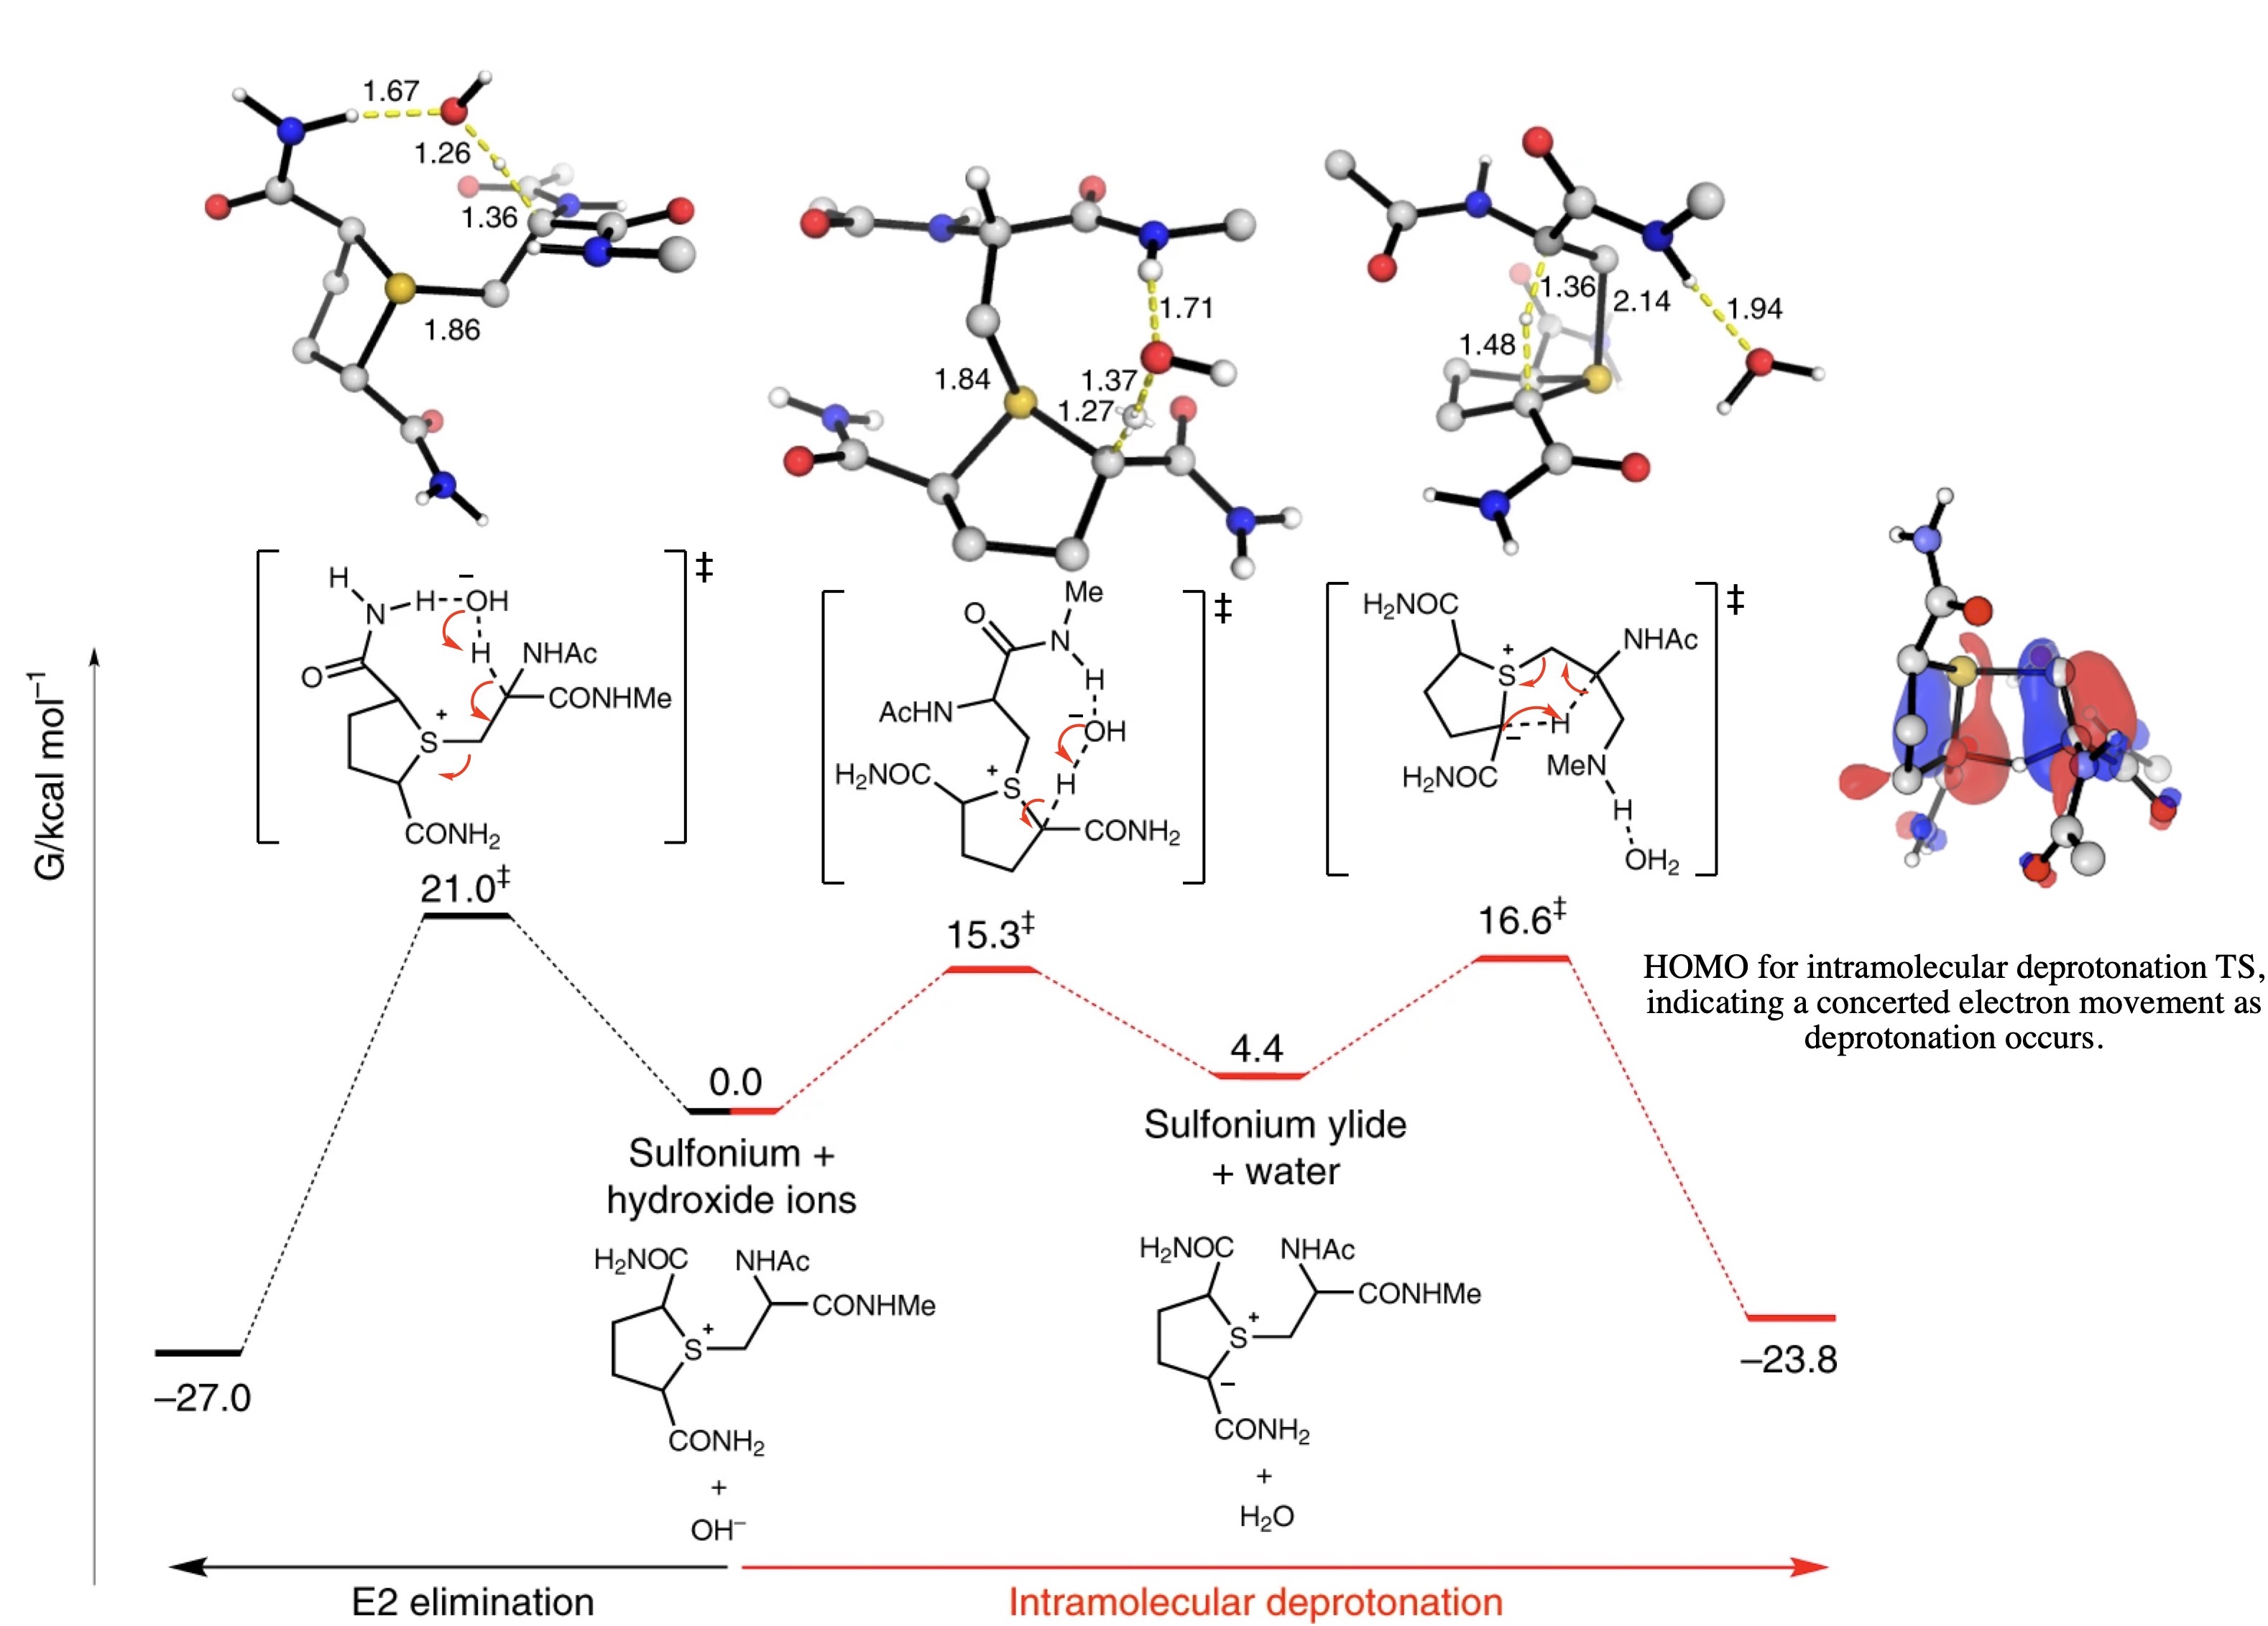 1.67
1.26
1.36
1.86
1.71
1.84
1.37
1.27
1.36
2.14
1.94
1.48
G/kcal mol⁻¹
H
N
H
−
OH
H
NHAc
O
CONHMe
+
S
CONH₂
‡
Me
O
N
H
AcHN
−
OH
H₂NOC
+
S
H
CONH₂
‡
H₂NOC
NHAc
+
S
H
−
MeN
H₂NOC
H
OH₂
‡
21.0‡
15.3‡
16.6‡
HOMO for intramolecular deprotonation TS,
indicating a concerted electron movement as
deprotonation occurs.
0.0
4.4
Sulfonium +
hydroxide ions
Sulfonium ylide
+ water
H₂NOC NHAc
CONHMe
+
S
CONH₂
+
OH⁻
H₂NOC NHAc
CONHMe
+
S
−
CONH₂
+
H₂O
–27.0
–23.8
E2 elimination
Intramolecular deprotonation